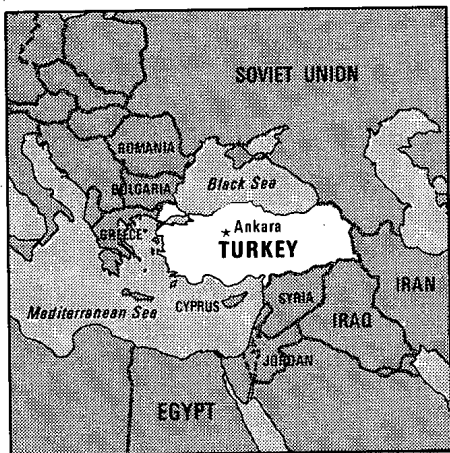 SOVIET UNION
ROMANIA
BULGARIA
Black Sea
GREECE
★ Ankara
TURKEY
Mediterranean Sea
CYPRUS
SYRIA
IRAN
IRAQ
JORDAN
EGYPT